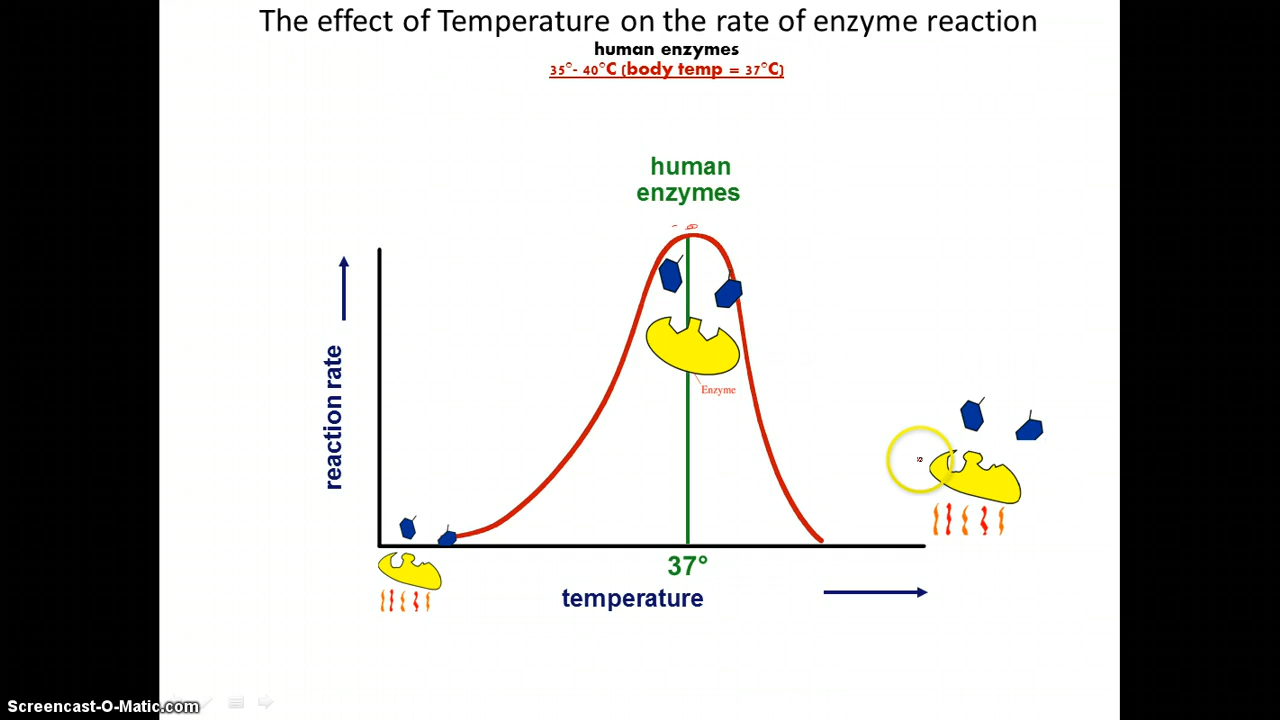 The effect of Temperature on the rate of enzyme reaction
human enzymes
35°- 40°C (body temp = 37°C)
human
enzymes
reaction rate
Enzyme
37°
temperature
Screencast-O-Matic.com